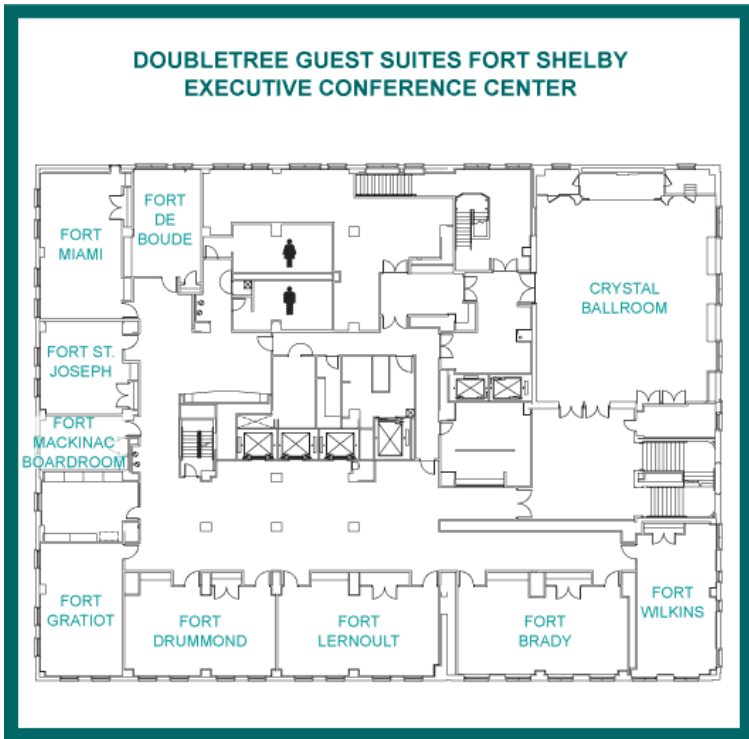 DOUBLETREE GUEST SUITES FORT SHELBY
EXECUTIVE CONFERENCE CENTER
FORT
DE
BOUDE
FORT
MIAMI
CRYSTAL
BALLROOM
FORT ST.
JOSEPH
FORT
MACKINAC
BOARDROOM
FORT
GRATIOT
FORT
DRUMMOND
FORT
LERNOULT
FORT
BRADY
FORT
WILKINS